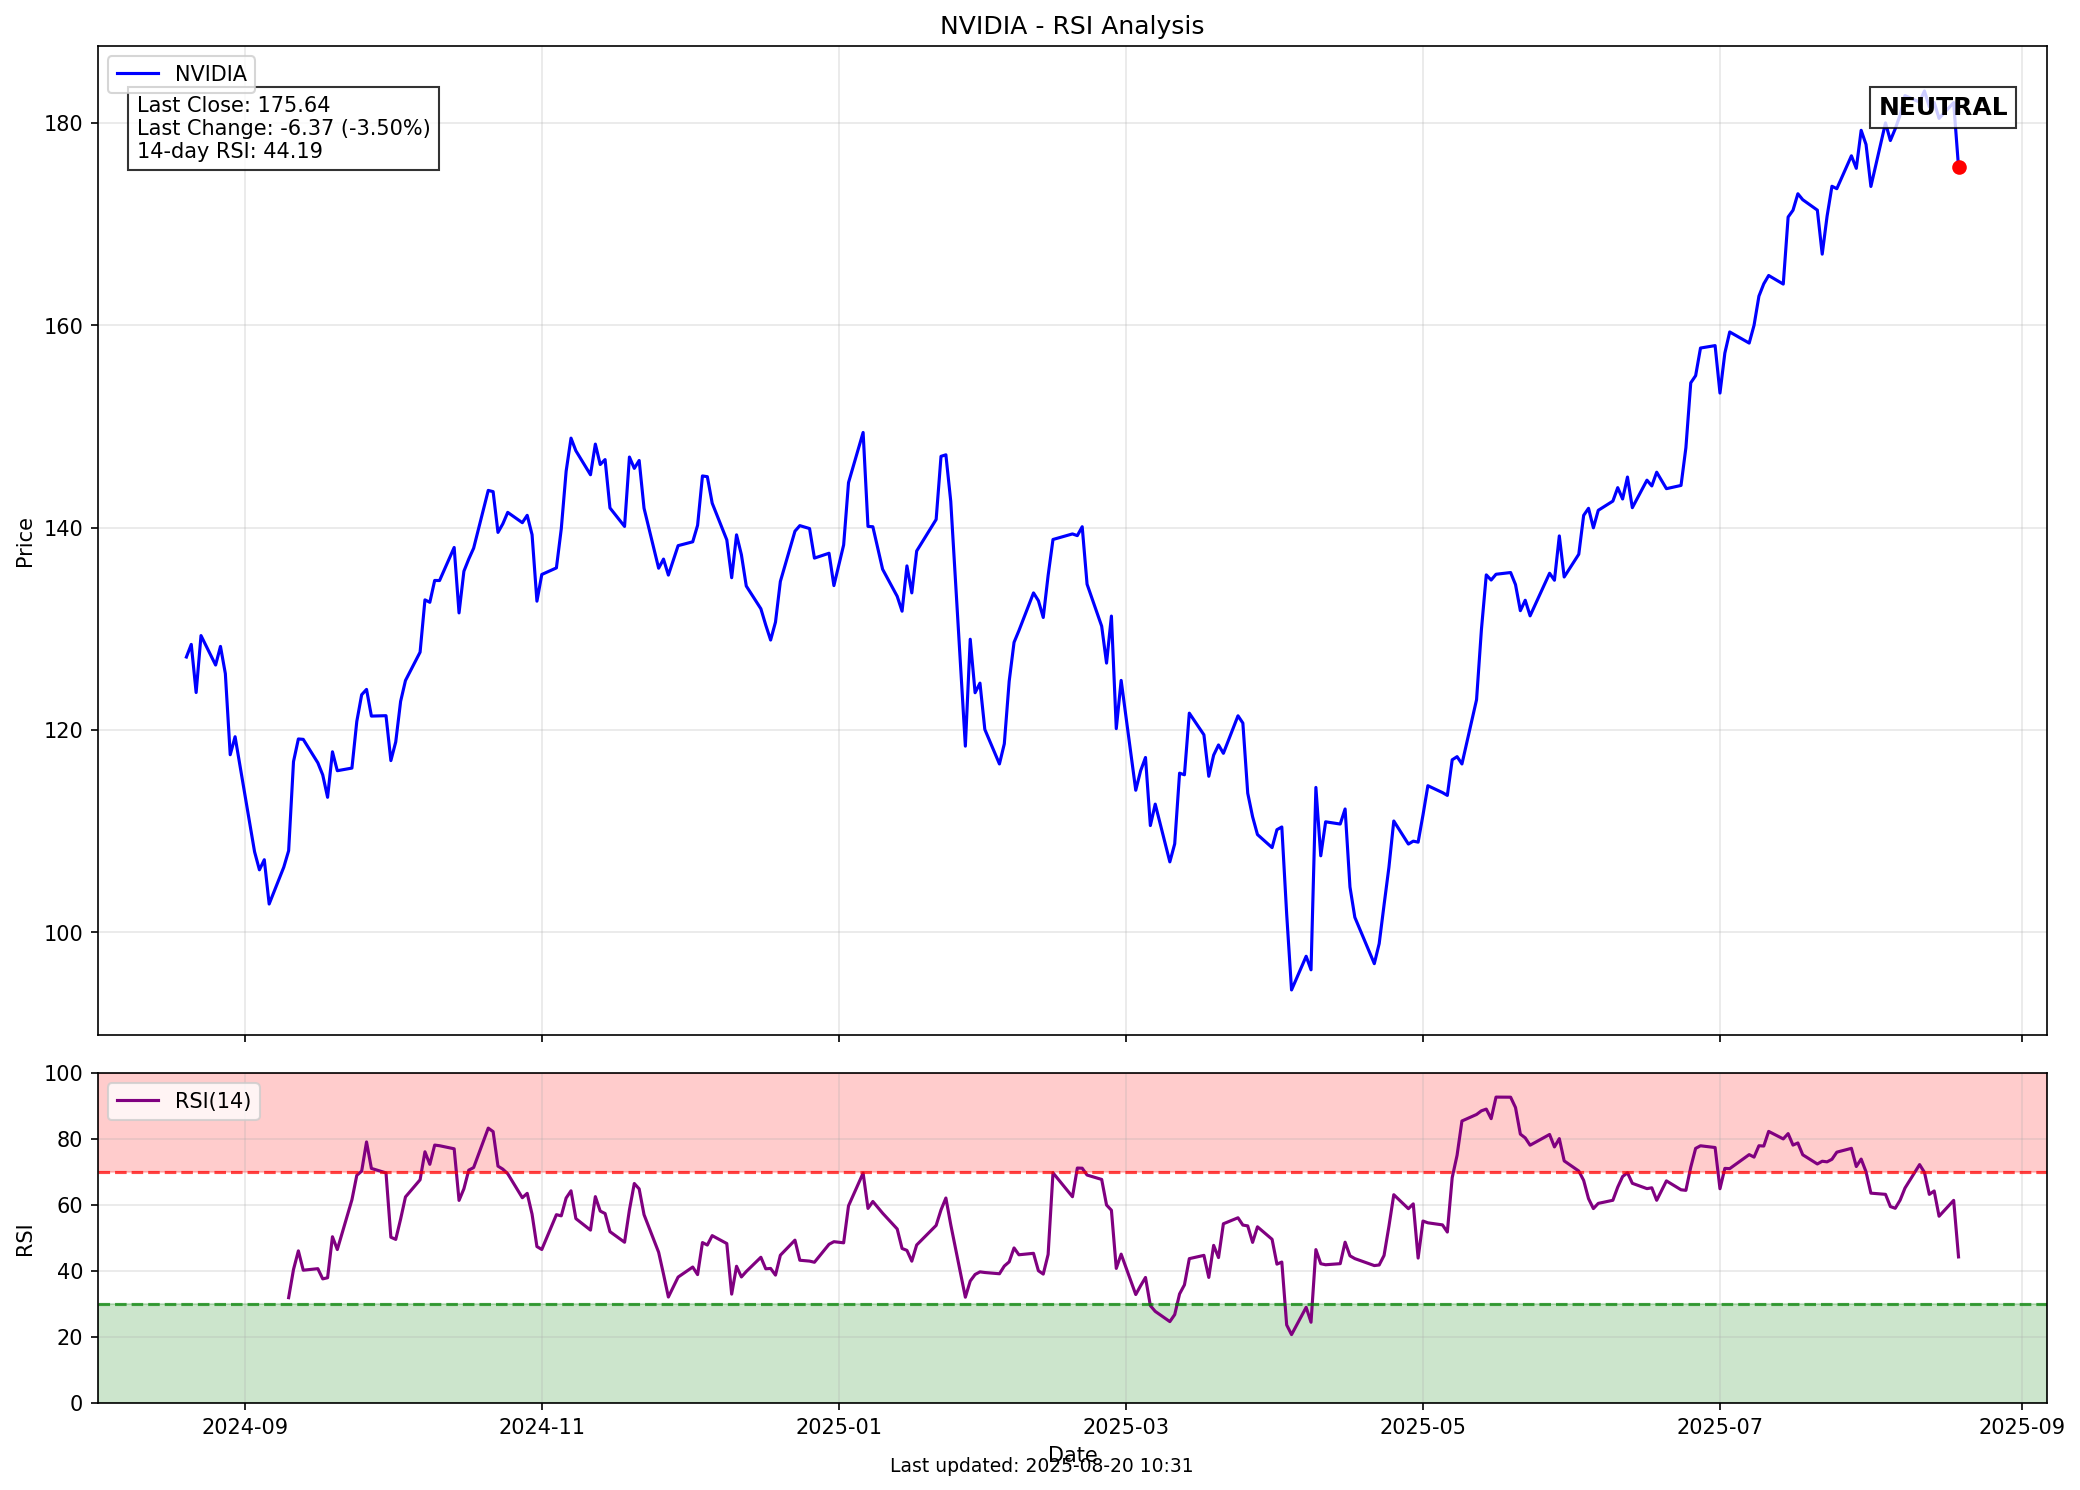 NVIDIA - RSI Analysis
NVIDIA
Last Close: 175.64
Last Change: -6.37 (-3.50%)
14-day RSI: 44.19
NEUTRAL
Price
180
160
140
120
100
RSI(14)
RSI
100
80
60
40
20
0
2024-09
2024-11
2025-01
2025-03
2025-05
2025-07
2025-09
Date
Last updated: 2025-08-20 10:31